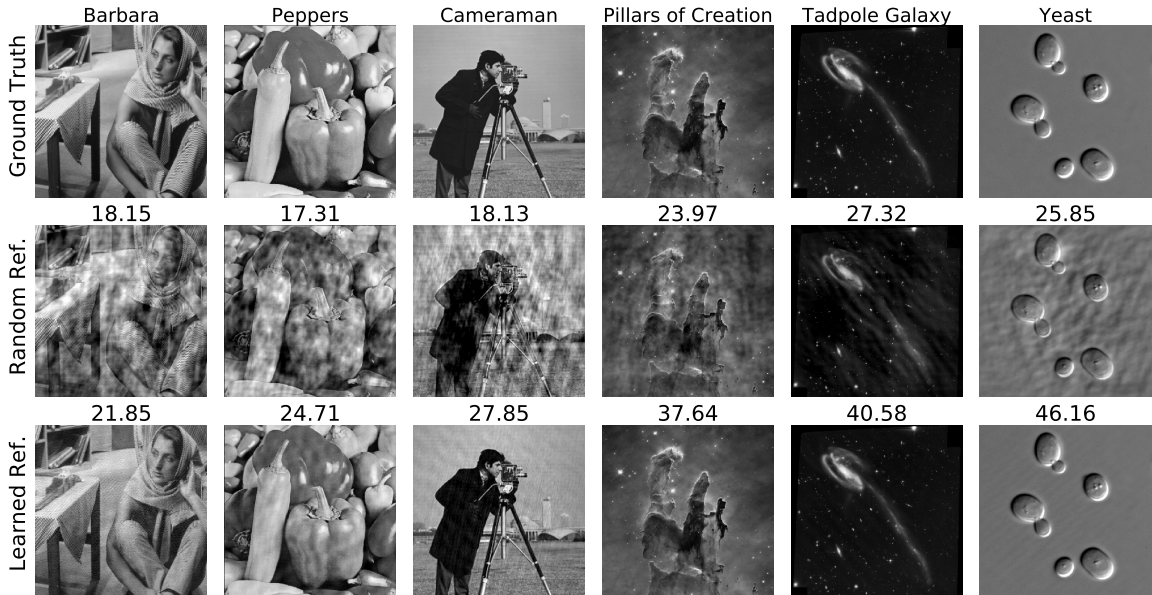 Barbara Peppers Cameraman Pillars of Creation Tadpole Galaxy Yeast
Ground Truth
18.15 17.31 18.13 23.97 27.32 25.85
Random Ref.
21.85 24.71 27.85 37.64 40.58 46.16
Learned Ref.